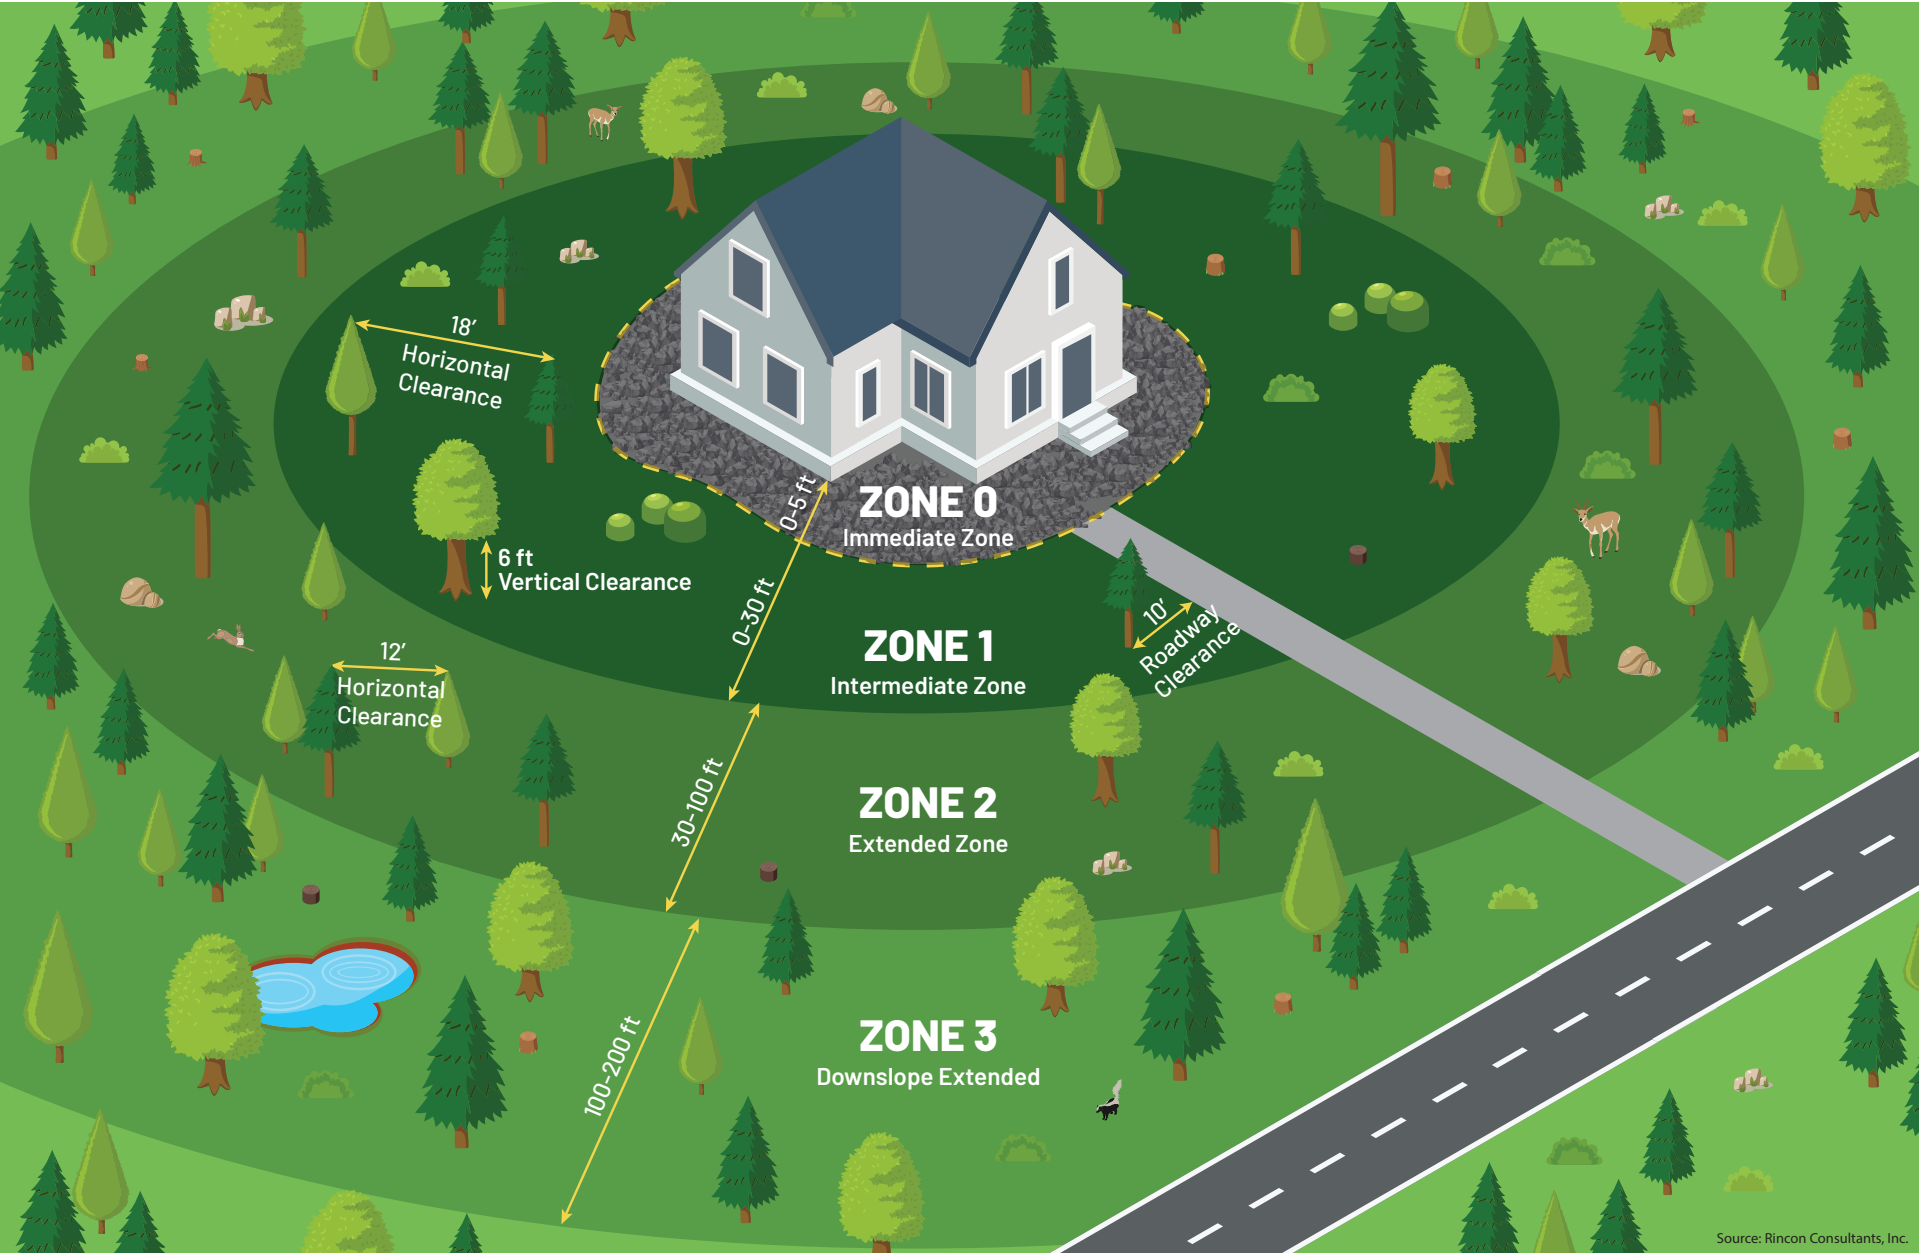 18′
Horizontal
Clearance
0-5 ft
ZONE 0
Immediate Zone
6 ft
Vertical Clearance
0-30 ft
10′
Roadway
Clearance
ZONE 1
Intermediate Zone
12′
Horizontal
Clearance
30-100 ft
ZONE 2
Extended Zone
100-200 ft
ZONE 3
Downslope Extended
Source: Rincon Consultants, Inc.